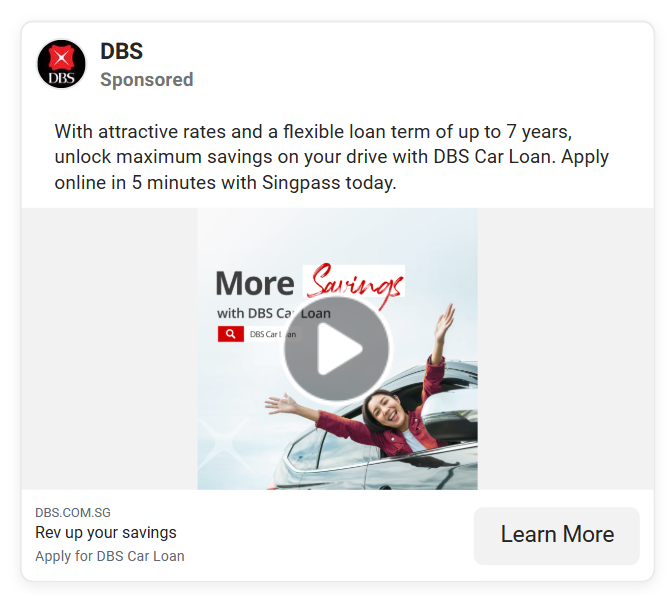 DBS
DBS
Sponsored
With attractive rates and a flexible loan term of up to 7 years,
unlock maximum savings on your drive with DBS Car Loan. Apply
online in 5 minutes with Singpass today.
More Savings
with DBS Car Loan
DBS Car Loan
DBS.COM.SG
Rev up your savings
Apply for DBS Car Loan
Learn More